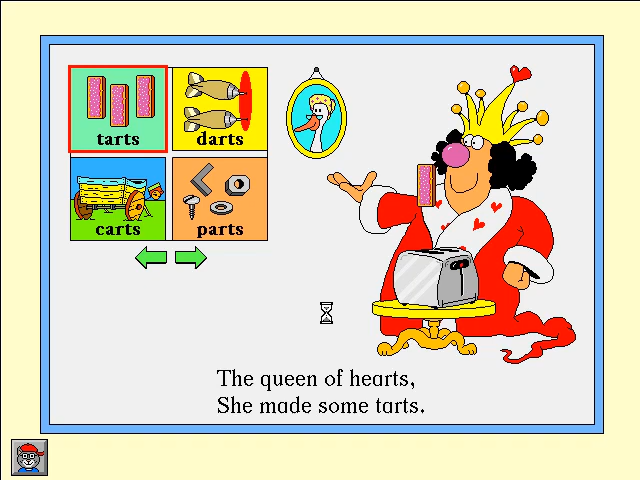 tarts
darts
carts
parts
The queen of hearts,
She made some tarts.